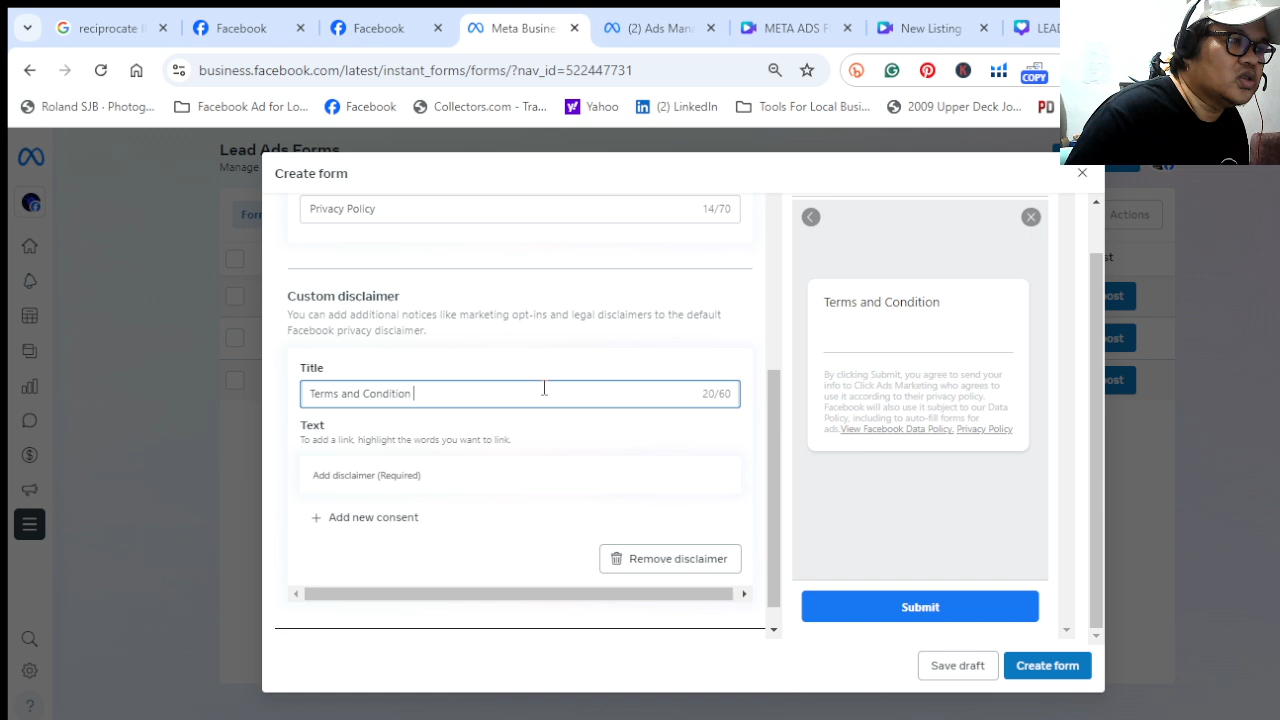 reciprocate li
Facebook
Facebook
Meta Busine
(2) Ads Man
META ADS F
New Listing
LEA
business.facebook.com/latest/instant_forms/forms/?nav_id=522447731
COPY
Roland SJB - Photog...
Facebook Ad for Lo...
Facebook
Collectors.com - Tra...
Yahoo
(2) LinkedIn
Tools For Local Busi...
2009 Upper Deck Jo...
PD
Lead Ads Forms
Manage
Create form
Form
Actions
Privacy Policy
14/70
Custom disclaimer
You can add additional notices like marketing opt-ins and legal disclaimers to the default
Facebook privacy disclaimer.
Title
Terms and Condition
20/60
Text
To add a link, highlight the words you want to link.
Add disclaimer (Required)
+ Add new consent
Remove disclaimer
Terms and Condition
By clicking Submit, you agree to send your
info to Click Ads Marketing who agrees to
use it according to their privacy policy.
Facebook will also use it subject to our Data
Policy, including to auto-fill forms for
ads.View Facebook Data Policy, Privacy Policy
Submit
st
ost
ost
ost
Save draft
Create form